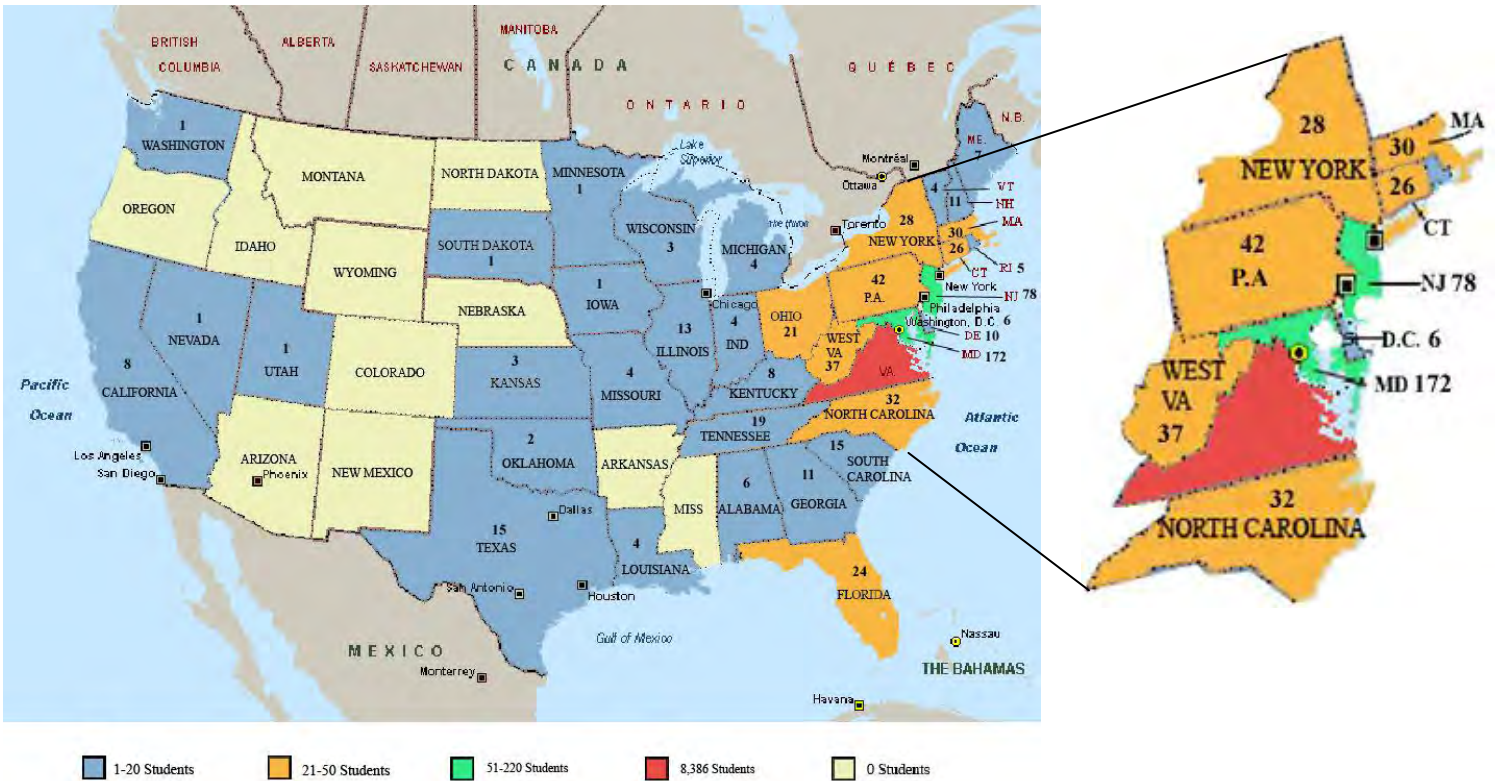 BRITISH
COLUMBIA
ALBERTA
SASKATCHEWAN
MANITOBA
CANADA
ONTARIO
QUÉBEC
N.B.
1
WASHINGTON
OREGON
MONTANA
IDAHO
WYOMING
NORTH DAKOTA
SOUTH DAKOTA
1
NEBRASKA
MINNESOTA
1
WISCONSIN
3
Lake
Superior
MICHIGAN
4
Montréal
Ottawa
Toronto
ME.
7
4
VT
11
NH
MA
28
NEW YORK
30
26
CT
RI 5
New York
NJ 78
42
P.A.
Philadelphia
Washington, D.C. 6
DE 10
MD 172
OHIO
21
WEST
VA
37
VA.
1
IOWA
Chicago
13
ILLINOIS
4
IND
8
KENTUCKY
8
CALIFORNIA
1
NEVADA
1
UTAH
COLORADO
3
KANSAS
4
MISSOURI
32
NORTH CAROLINA
19
TENNESSEE
15
SOUTH
CAROLINA
Pacific
Ocean
Atlantic
Ocean
Los Angeles
San Diego
ARIZONA
Phoenix
NEW MEXICO
2
OKLAHOMA
ARKANSAS
MISS
6
ALABAMA
11
GEORGIA
Dallas
15
TEXAS
San Antonio
Houston
4
LOUISIANA
24
FLORIDA
Gulf of Mexico
MEXICO
Monterrey
Nassau
THE BAHAMAS
Havana
28
NEW YORK
MA
30
26
CT
42
P.A
NJ 78
D.C. 6
MD 172
WEST
VA
37
32
NORTH CAROLINA
1-20 Students
21-50 Students
51-220 Students
8,386 Students
0 Students